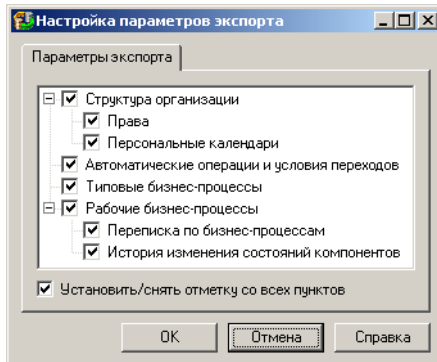 Настройка параметров экспорта
Параметры экспорта
Структура организации
Права
Персональные календари
Автоматические операции и условия переходов
Типовые бизнес-процессы
Рабочие бизнес-процессы
Переписка по бизнес-процессам
История изменения состояний компонентов
Установить/снять отметку со всех пунктов
OK
Отмена
Справка